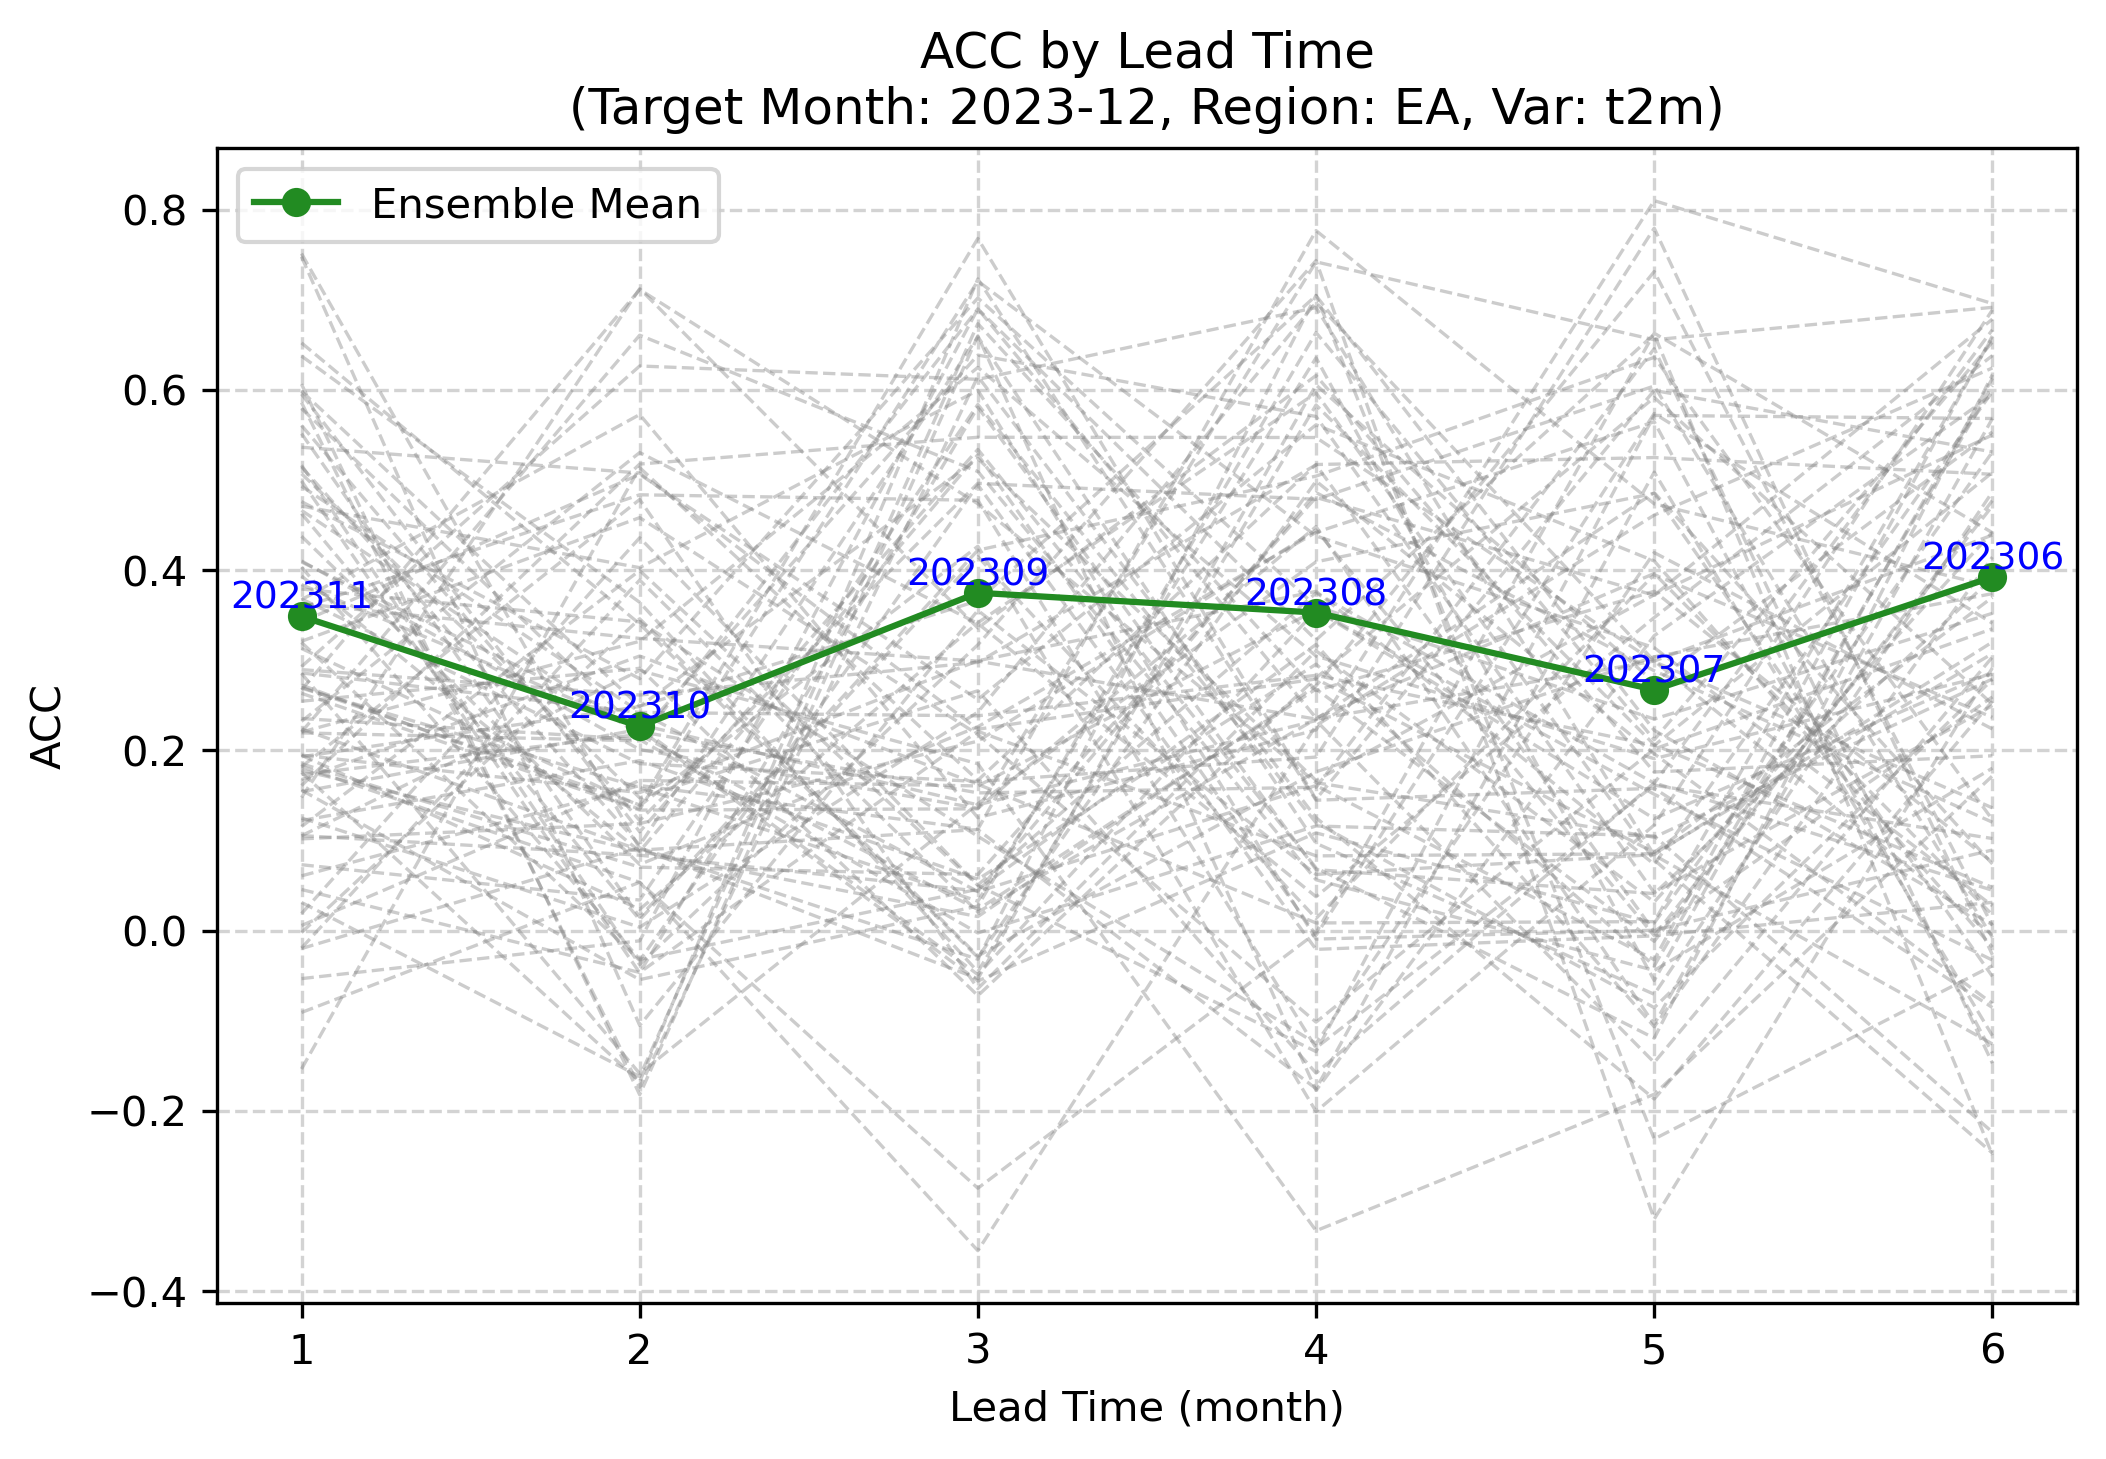 ACC by Lead Time
(Target Month: 2023-12, Region: EA, Var: t2m)
Ensemble Mean
ACC
0.8
0.6
0.4
0.2
0.0
−0.2
−0.4
202311
202310
202309
202308
202307
202306
1 2 3 4 5 6
Lead Time (month)